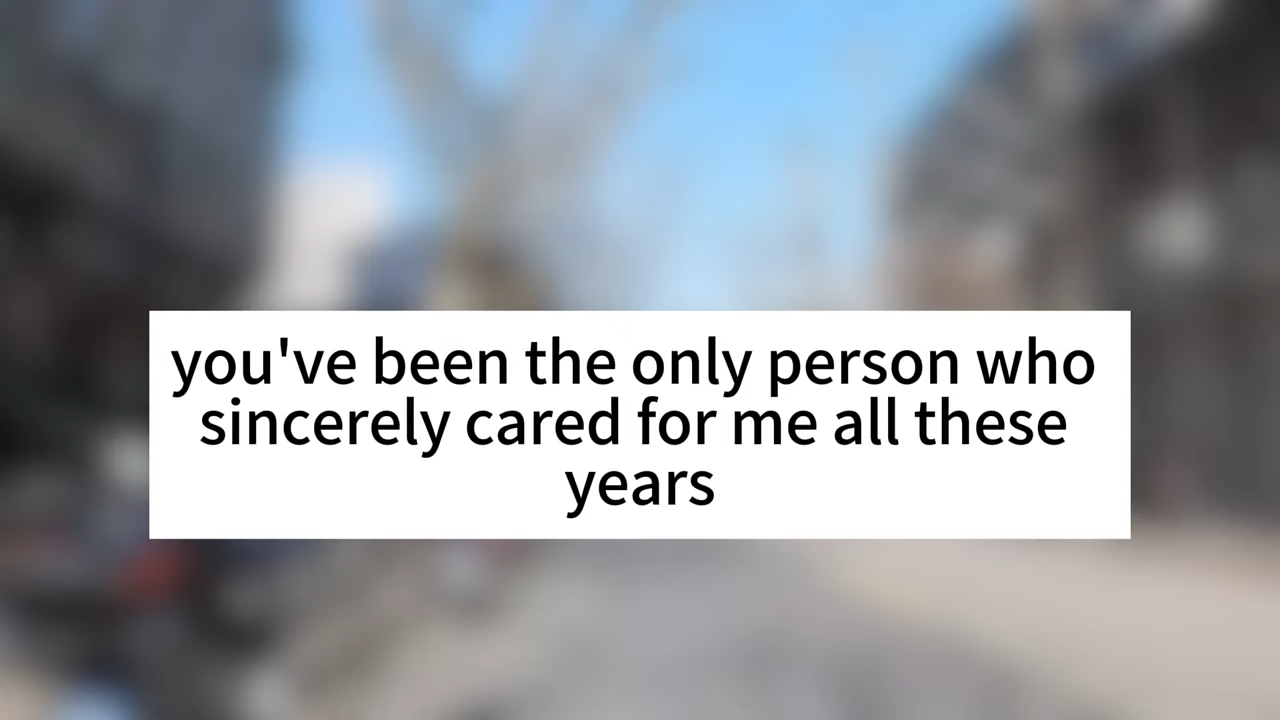 you've been the only person who
sincerely cared for me all these
years